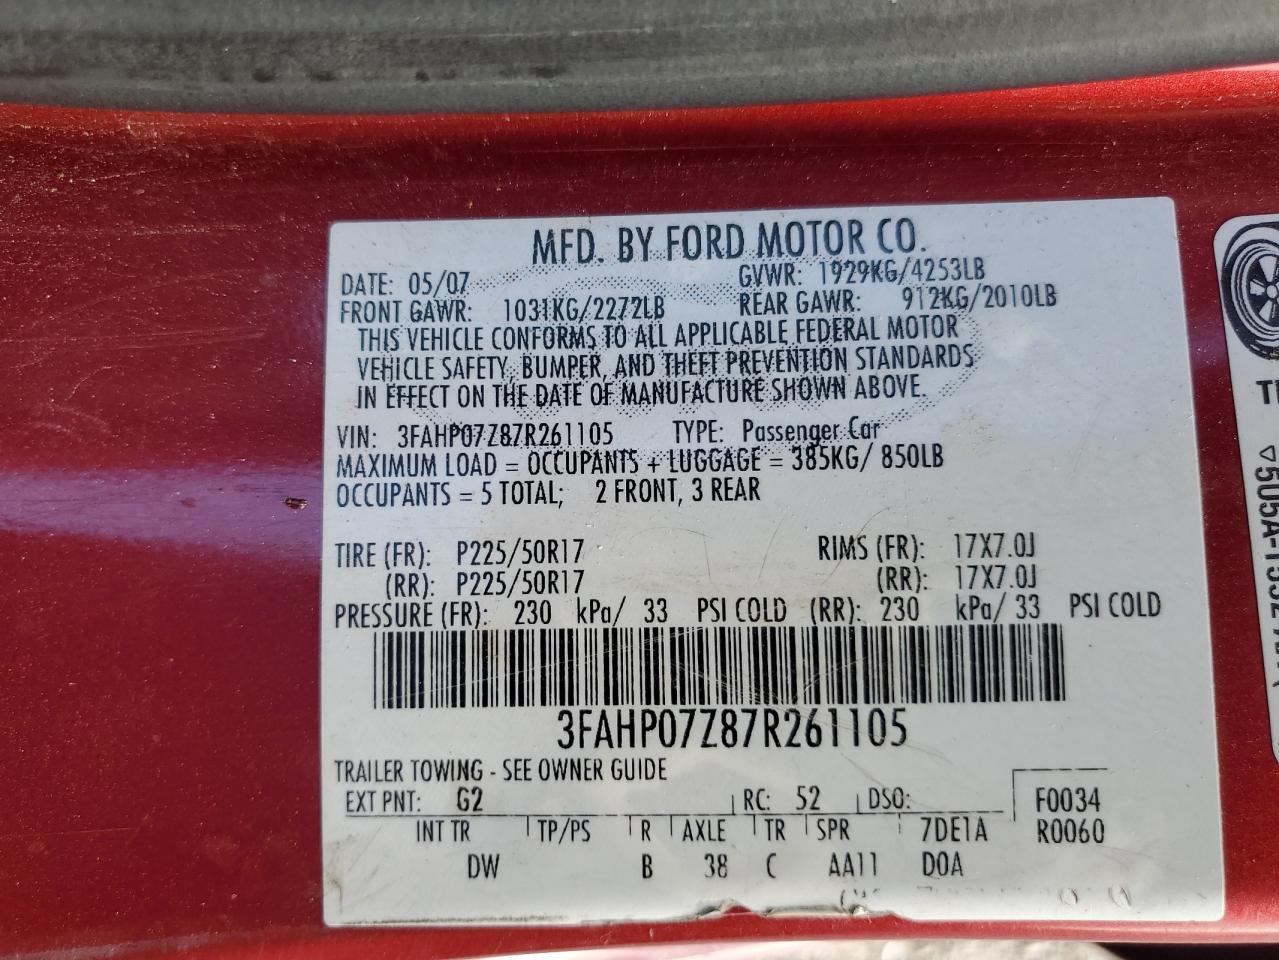 MFD. BY FORD MOTOR CO.
DATE: 05/07 GVWR: 1929KG/4253LB
FRONT GAWR: 1031KG/2272LB REAR GAWR: 912KG/2010LB
THIS VEHICLE CONFORMS TO ALL APPLICABLE FEDERAL MOTOR
VEHICLE SAFETY, BUMPER, AND THEFT PREVENTION STANDARDS
IN EFFECT ON THE DATE OF MANUFACTURE SHOWN ABOVE.
VIN: 3FAHP07Z87R261105 TYPE: Passenger Car
MAXIMUM LOAD = OCCUPANTS + LUGGAGE = 385KG/ 850LB
OCCUPANTS = 5 TOTAL; 2 FRONT, 3 REAR
TIRE (FR): P225/50R17 RIMS (FR): 17X7.0J
(RR): P225/50R17 (RR): 17X7.0J
PRESSURE (FR): 230 kPa/ 33 PSI COLD (RR): 230 kPa/ 33 PSI COLD
3FAHP07Z87R261105
TRAILER TOWING - SEE OWNER GUIDE
EXT PNT: G2 RC: 52 DSO: F0034
INT TR TP/PS R AXLE TR SPR 7DE1A R0060
DW B 38 C AA11 D0A